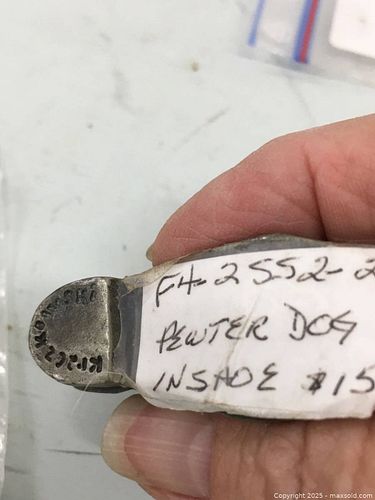 F4-2552-2
PEWTER DOG
IN SHOE $15
Copyright © 2025 - maxsold.com